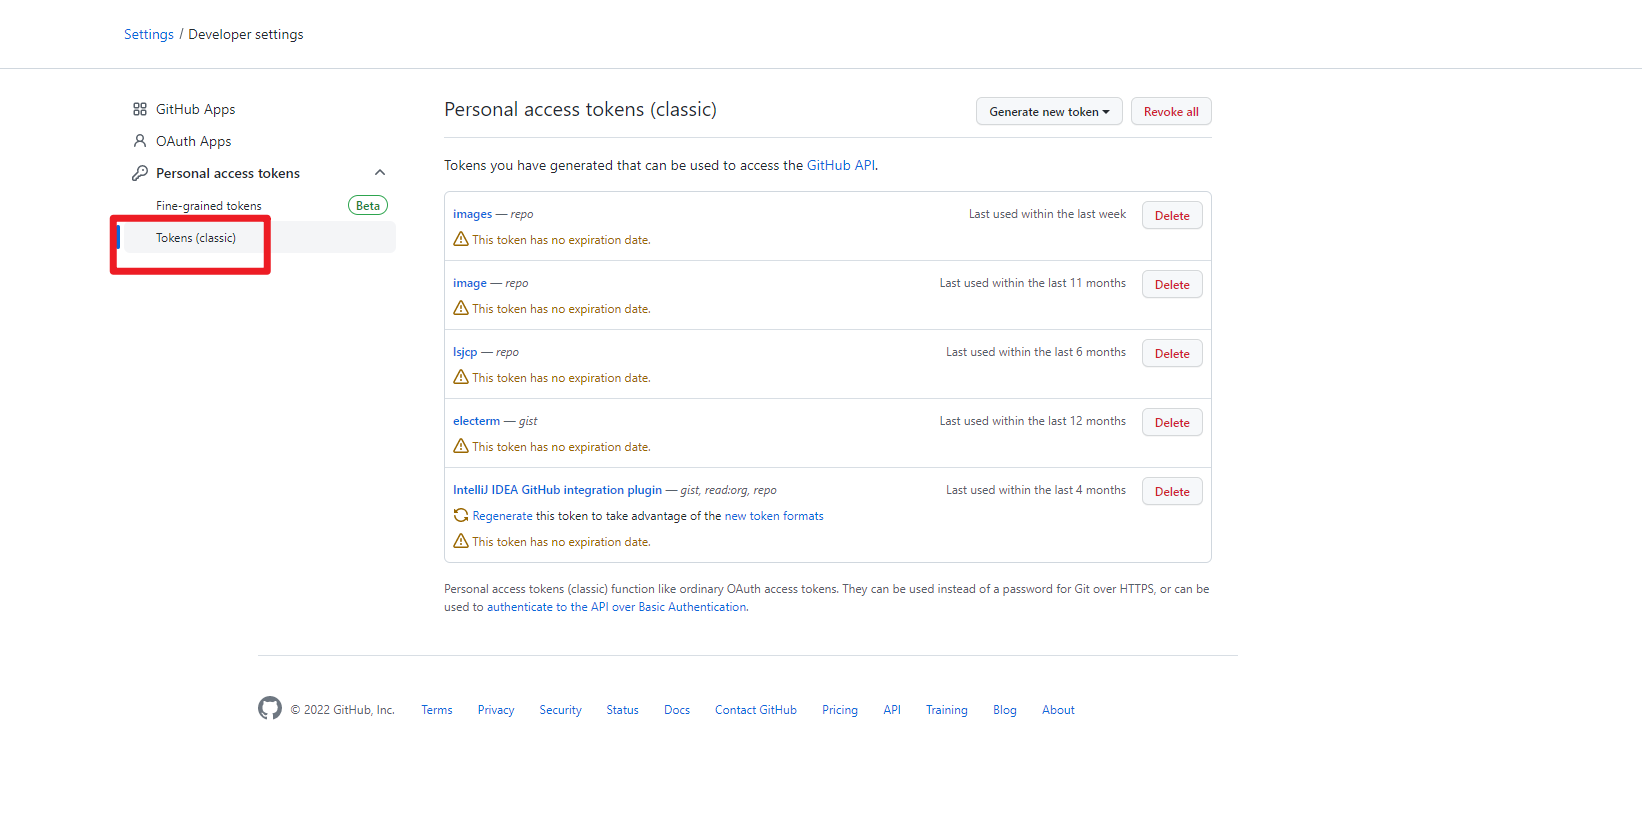 Settings / Developer settings
GitHub Apps
OAuth Apps
Personal access tokens
Fine-grained tokens Beta
Tokens (classic)
Personal access tokens (classic)
Generate new token
Revoke all
Tokens you have generated that can be used to access the GitHub API.
images — repo Last used within the last week Delete
This token has no expiration date.
image — repo Last used within the last 11 months Delete
This token has no expiration date.
lsjcp — repo Last used within the last 6 months Delete
This token has no expiration date.
electerm — gist Last used within the last 12 months Delete
This token has no expiration date.
IntelliJ IDEA GitHub integration plugin — gist, read:org, repo Last used within the last 4 months Delete
Regenerate this token to take advantage of the new token formats
This token has no expiration date.
Personal access tokens (classic) function like ordinary OAuth access tokens. They can be used instead of a password for Git over HTTPS, or can be
used to authenticate to the API over Basic Authentication.
© 2022 GitHub, Inc. Terms Privacy Security Status Docs Contact GitHub Pricing API Training Blog About